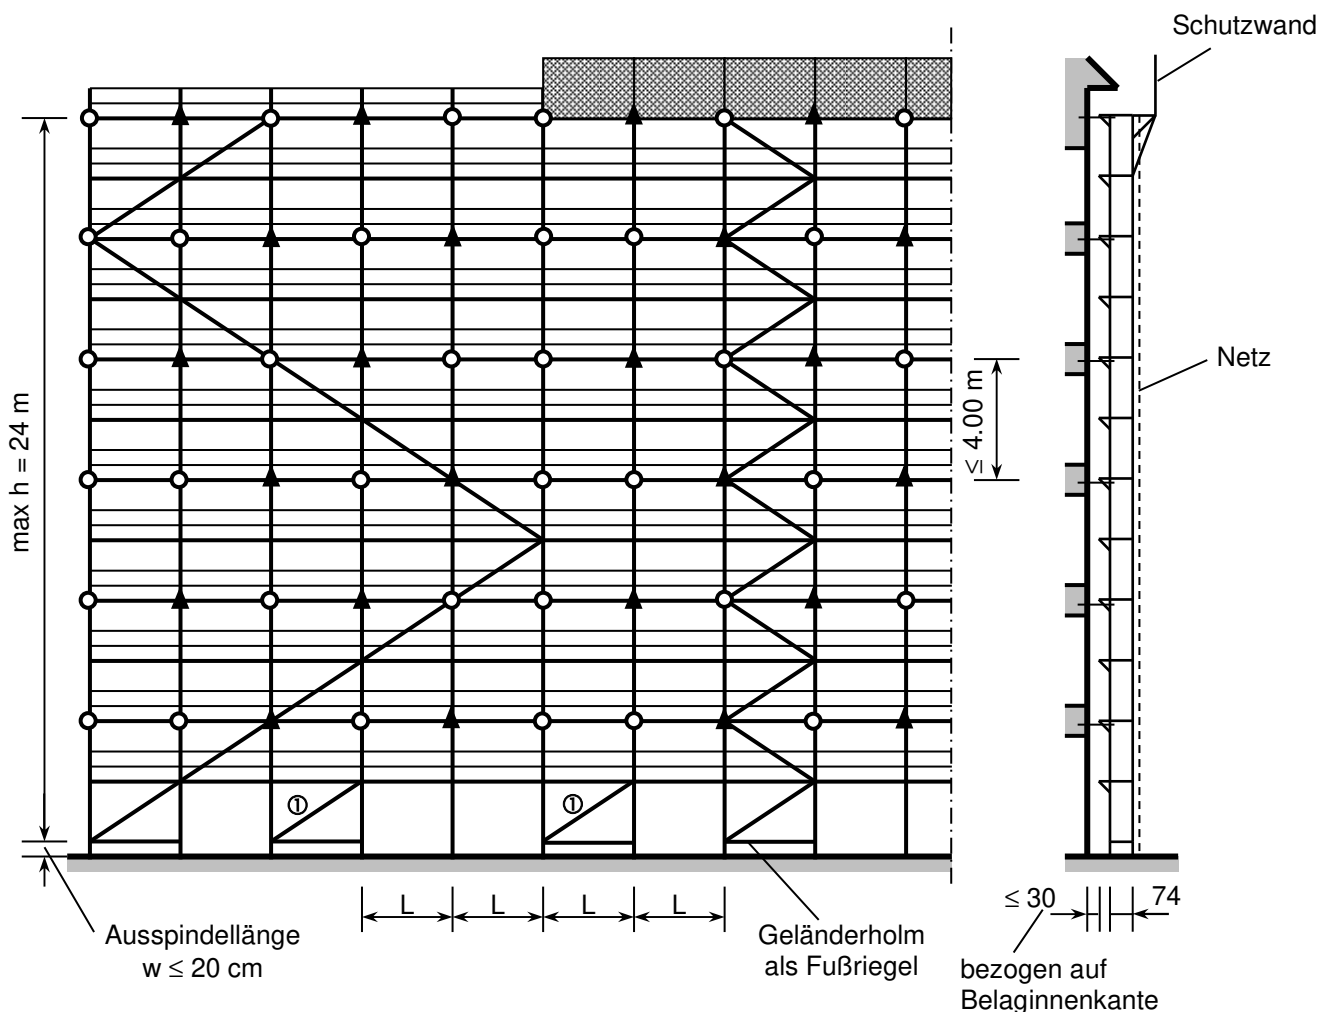 Schutzwand
max h = 24 m
≤ 4.00 m
Netz
①
①
L
L
L
L
≤ 30
74
Ausspindellänge
w ≤ 20 cm
Geländerholm
als Fußriegel
bezogen auf
Belaginnenkante